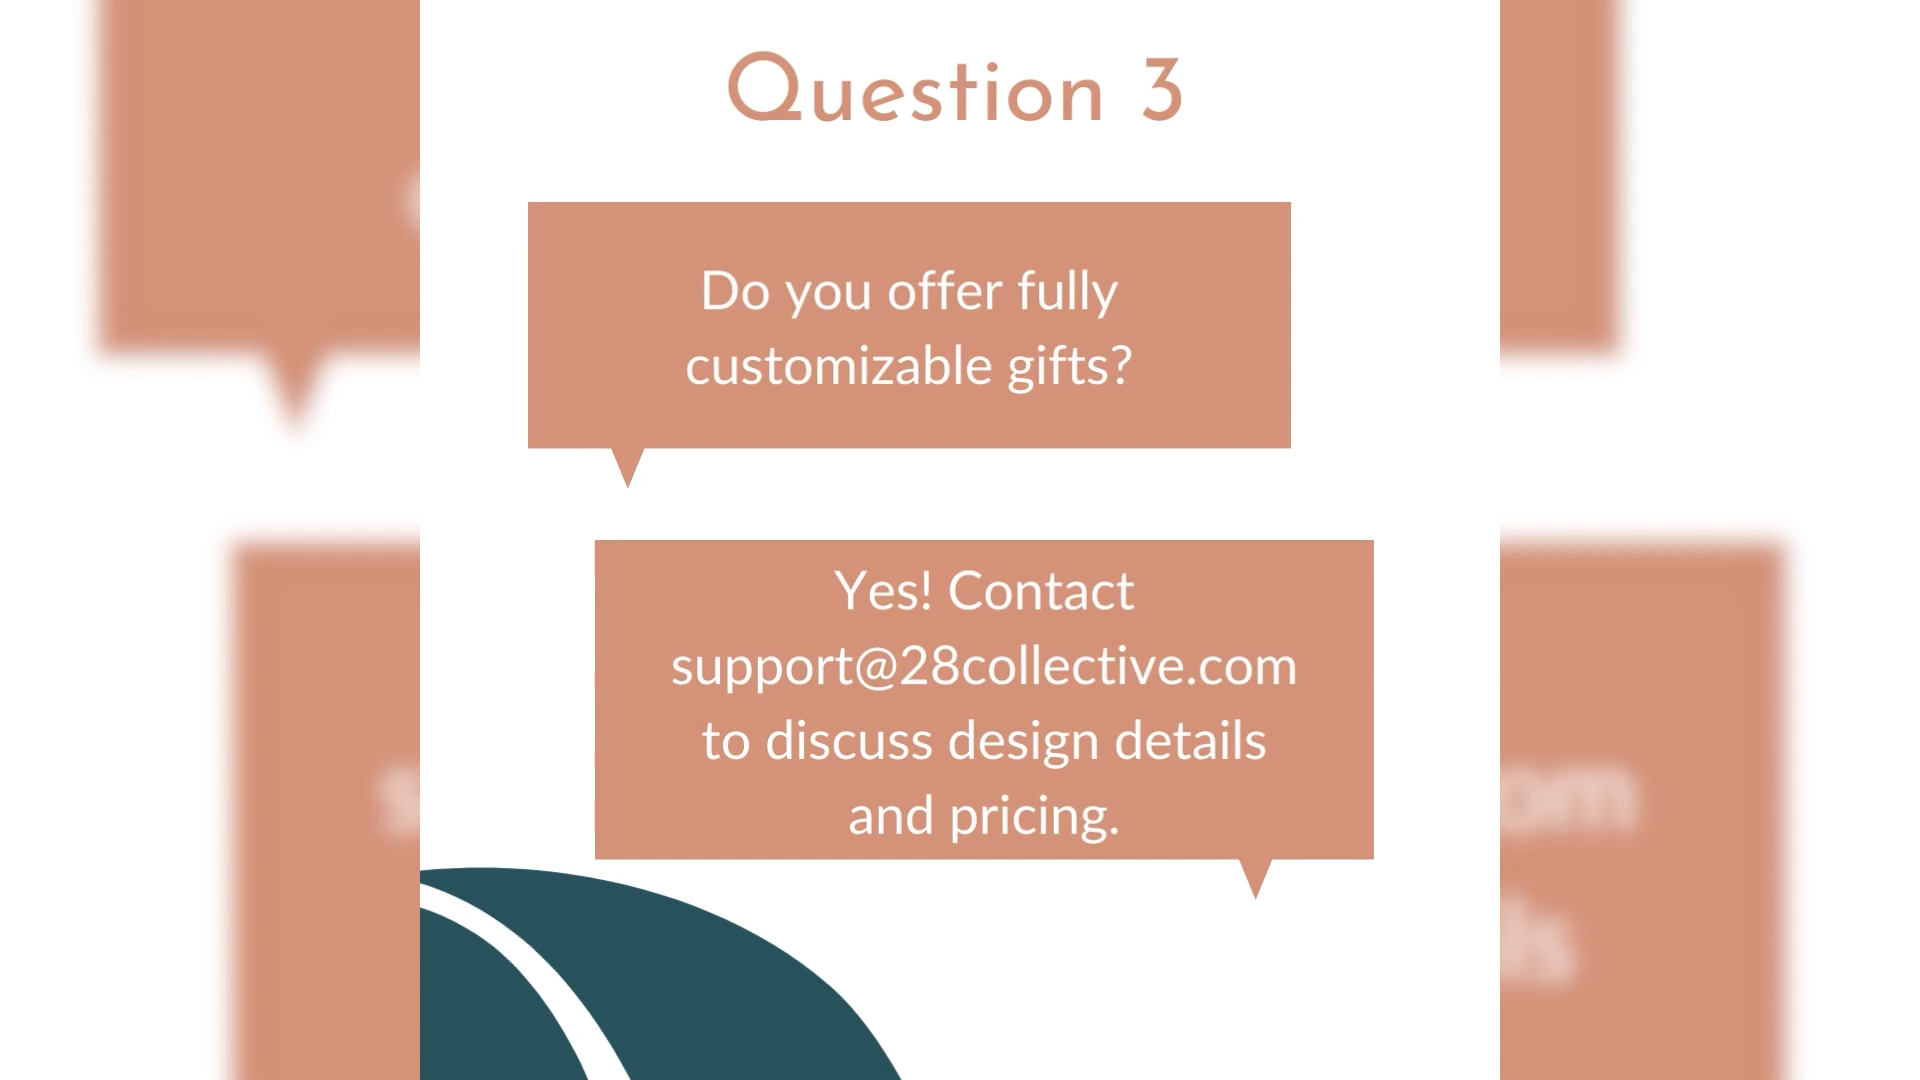 Question 3
Do you offer fully
customizable gifts?
Yes! Contact
support@28collective.com
to discuss design details
and pricing.